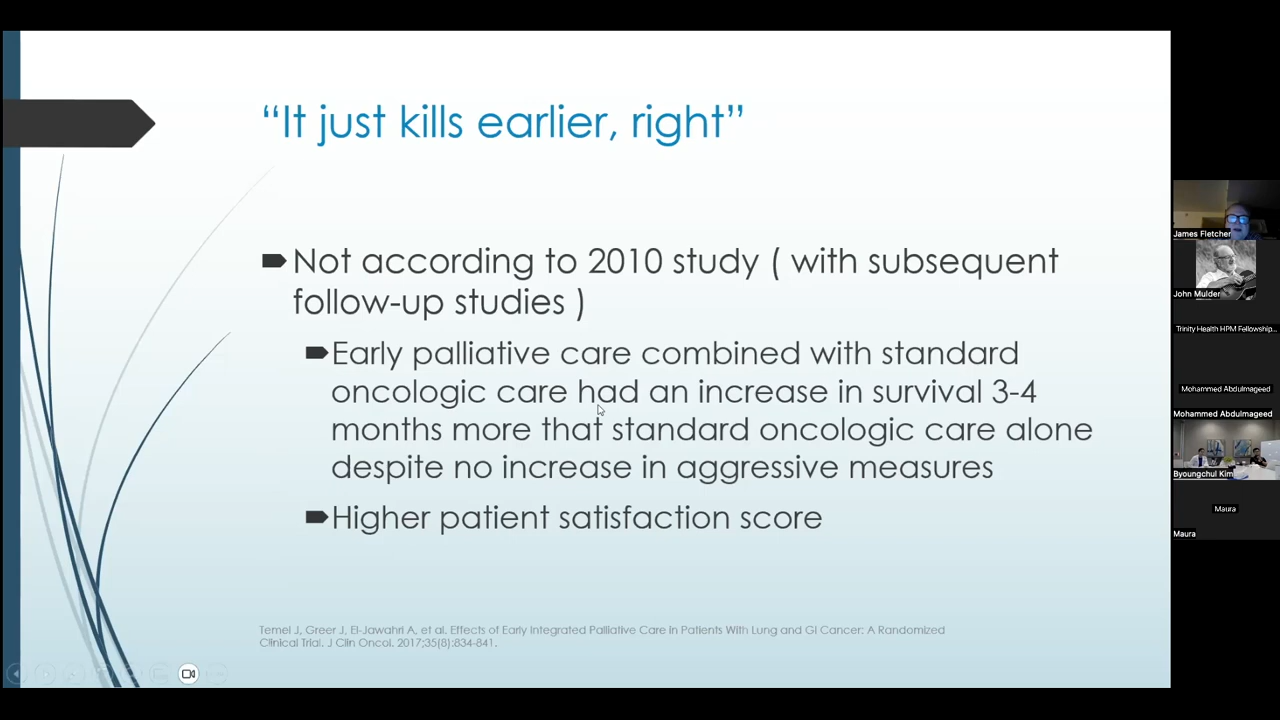 “It just kills earlier, right”
Not according to 2010 study ( with subsequent
follow-up studies )
Early palliative care combined with standard
oncologic care had an increase in survival 3-4
months more that standard oncologic care alone
despite no increase in aggressive measures
Higher patient satisfaction score
Temel J, Greer J, El-Jawahri A, et al. Effects of Early Integrated Palliative Care in Patients With Lung and GI Cancer: A Randomized
Clinical Trial. J Clin Oncol. 2017;35(8):834-841.
James Fletcher
John Mulder
Trinity Health HPM Fellowship...
Mohammed Abdulmageed
Mohammed Abdulmageed
Byoungchul Kim
Maura
Maura